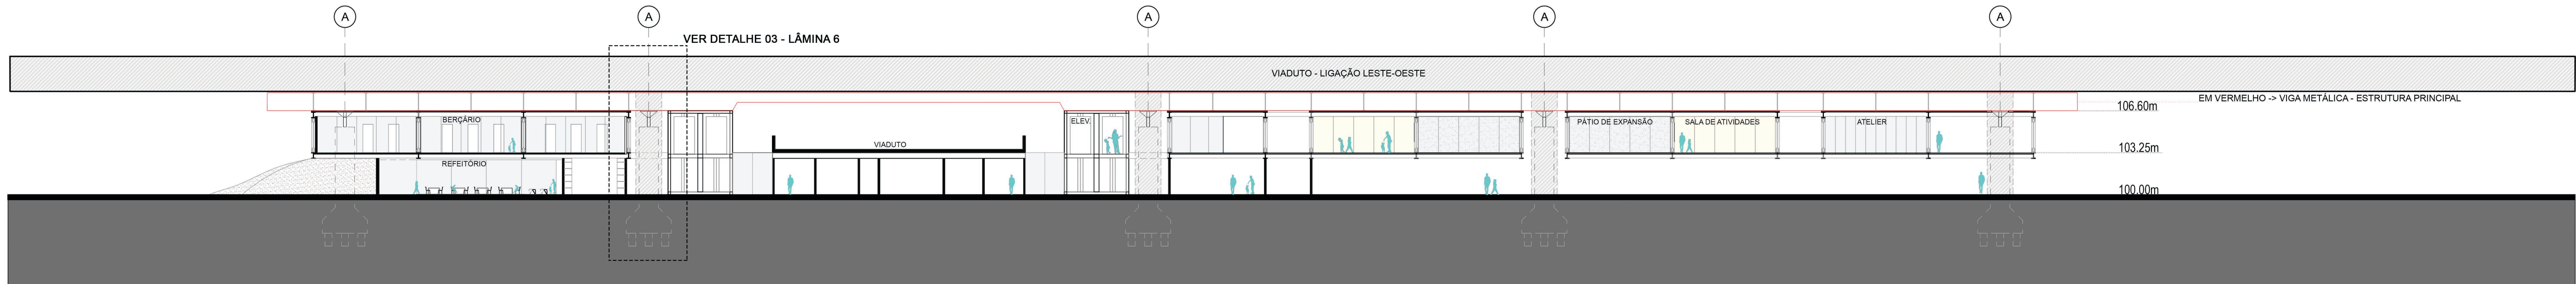 A
A
A
A
A
VER DETALHE 03 - LÂMINA 6
VIADUTO - LIGAÇÃO LESTE-OESTE
EM VERMELHO -> VIGA METÁLICA - ESTRUTURA PRINCIPAL
106.60m
BERÇÁRIO
ELEV.
PÁTIO DE EXPANSÃO
SALA DE ATIVIDADES
ATELIER
VIADUTO
103.25m
REFEITÓRIO
100.00m